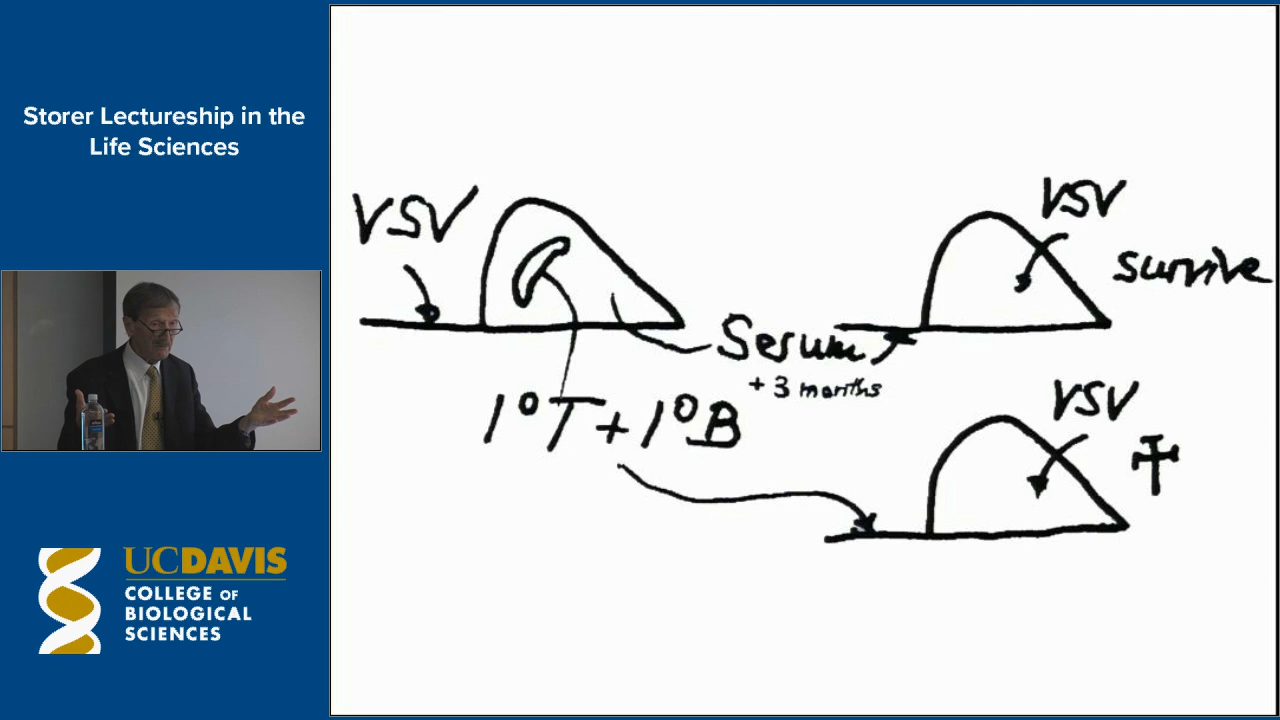 Storer Lectureship in the
Life Sciences
UCDAVIS
COLLEGE OF
BIOLOGICAL
SCIENCES
VSV
Serum
+ 3 months
1° T + 1° B
VSV
survive
VSV